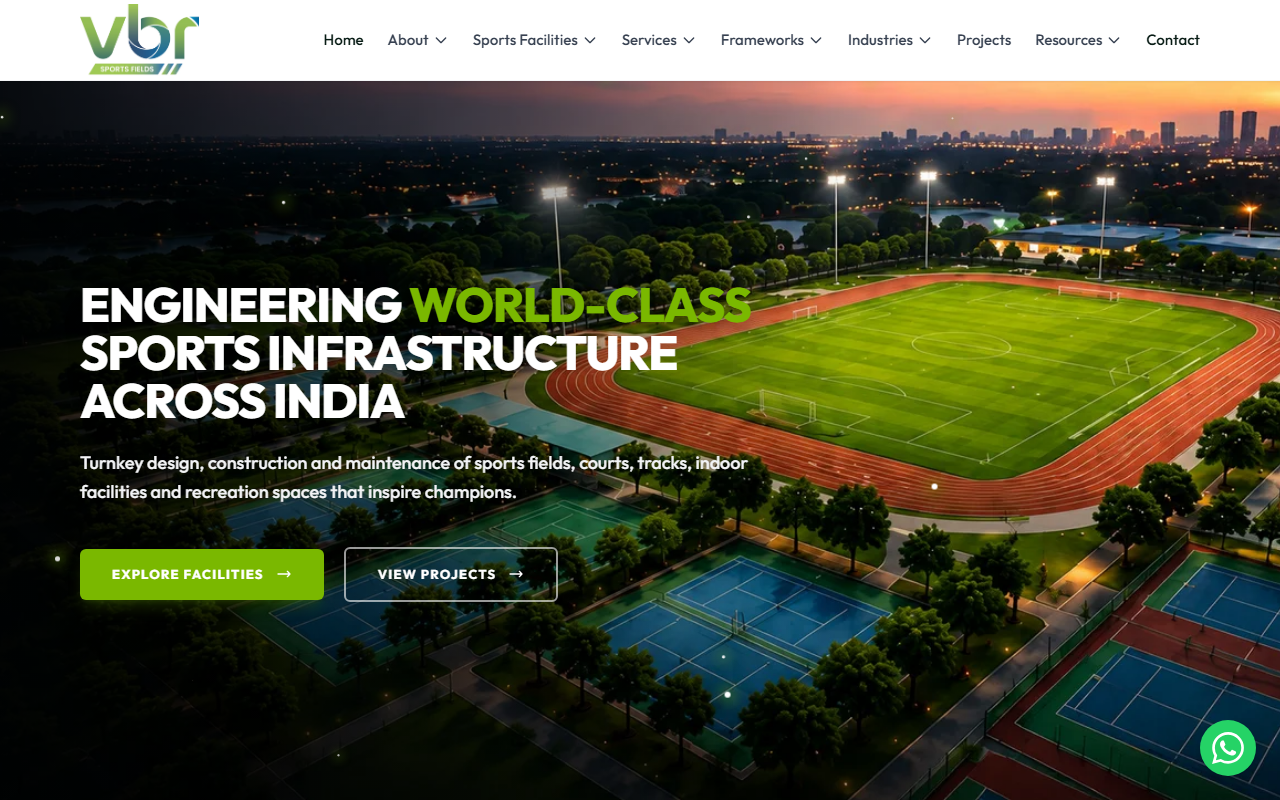 vbr
SPORTS FIELDS
Home About Sports Facilities Services Frameworks Industries Projects Resources Contact
ENGINEERING WORLD-CLASS
SPORTS INFRASTRUCTURE
ACROSS INDIA
Turnkey design, construction and maintenance of sports fields, courts, tracks, indoor
facilities and recreation spaces that inspire champions.
EXPLORE FACILITIES → VIEW PROJECTS →